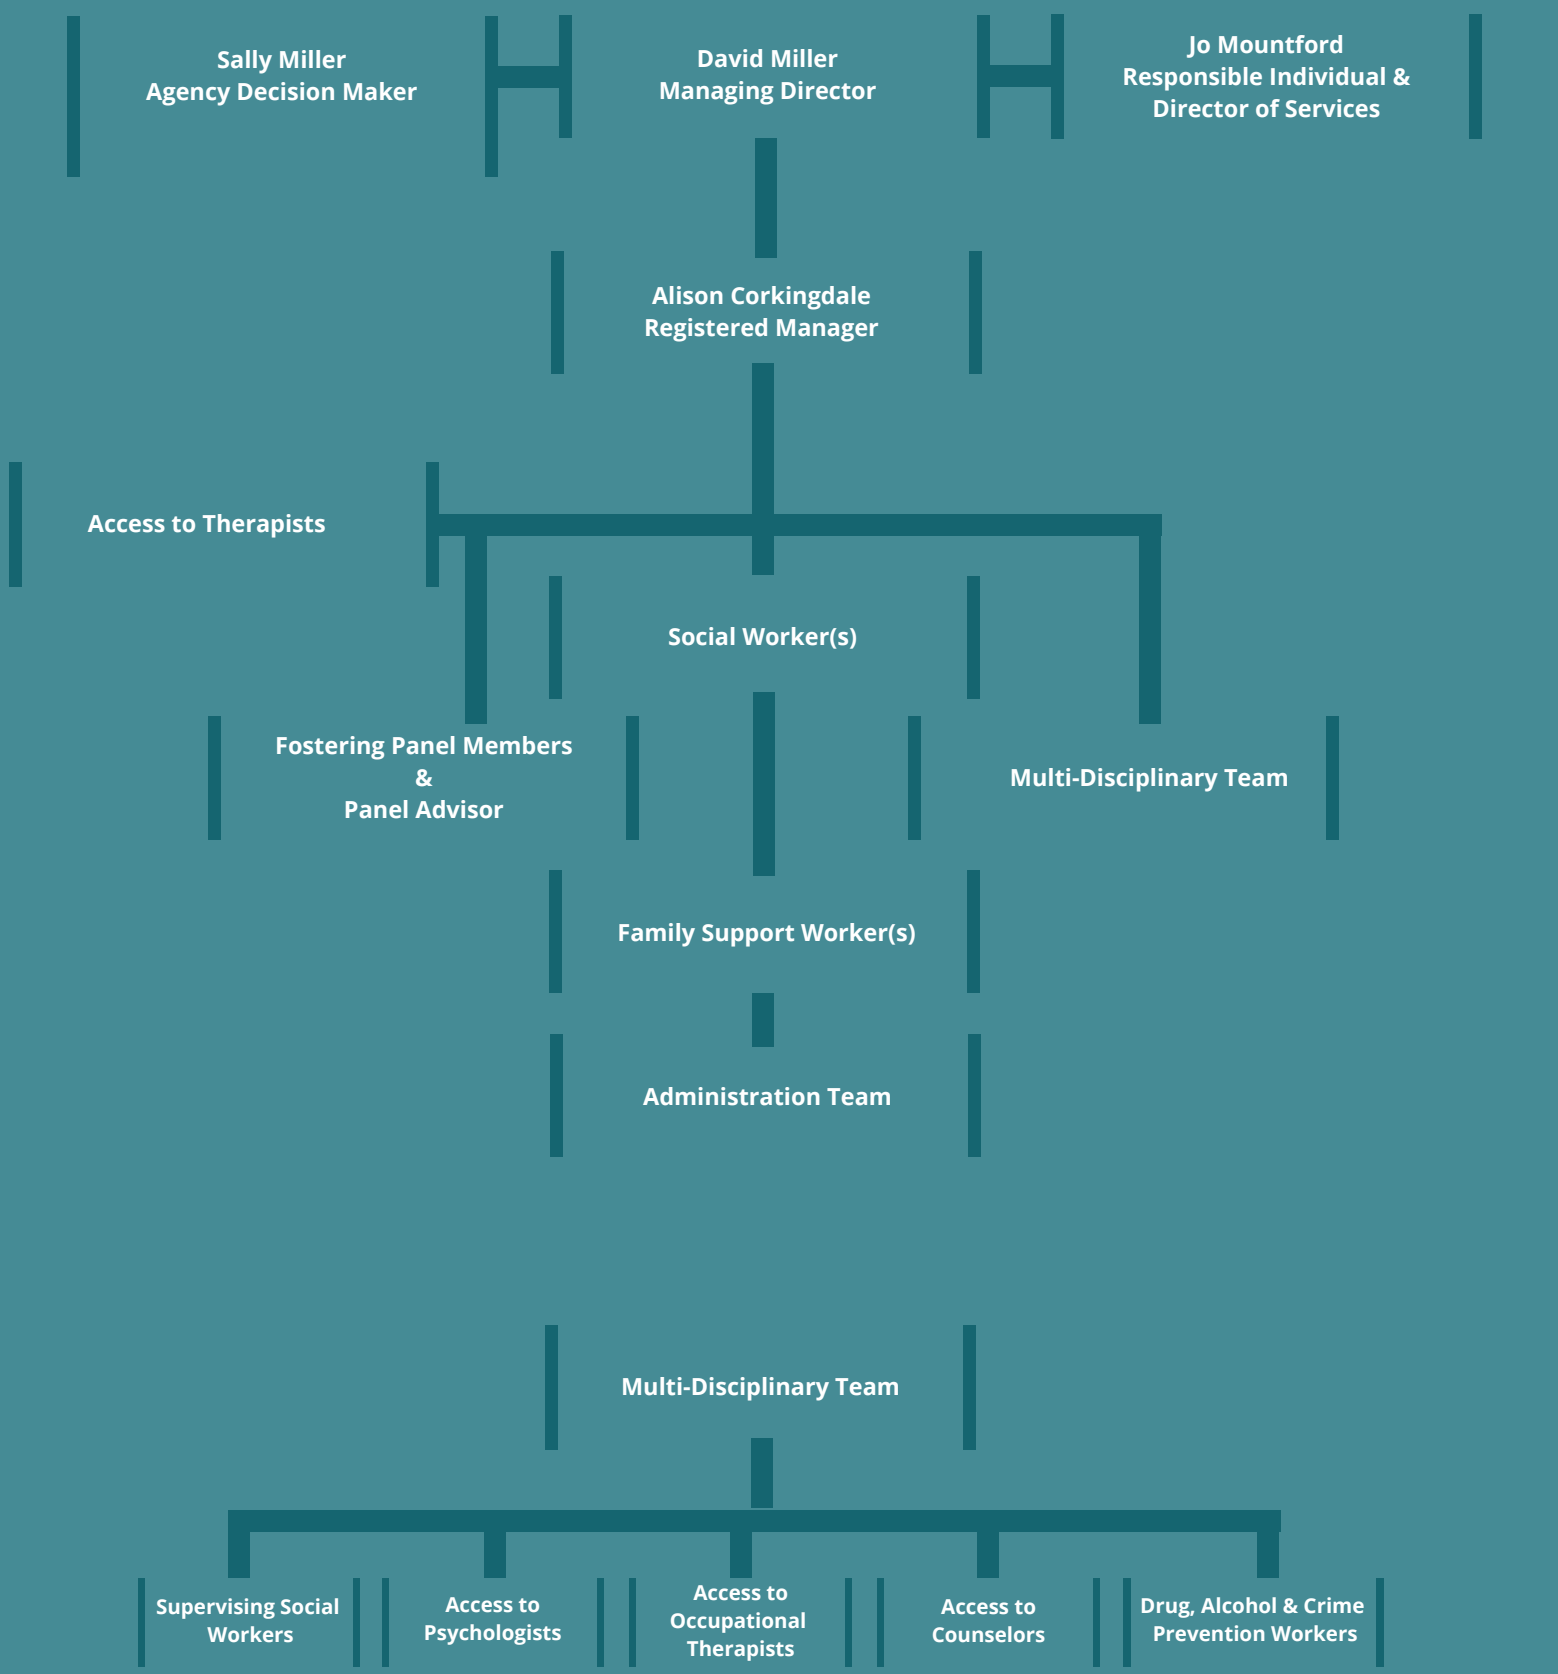 Sally Miller
Agency Decision Maker
David Miller
Managing Director
Jo Mountford
Responsible Individual &
Director of Services
Alison Corkingdale
Registered Manager
Access to Therapists
Social Worker(s)
Fostering Panel Members
&
Panel Advisor
Multi-Disciplinary Team
Family Support Worker(s)
Administration Team
Multi-Disciplinary Team
Supervising Social
Workers
Access to
Psychologists
Access to
Occupational
Therapists
Access to
Counselors
Drug, Alcohol & Crime
Prevention Workers